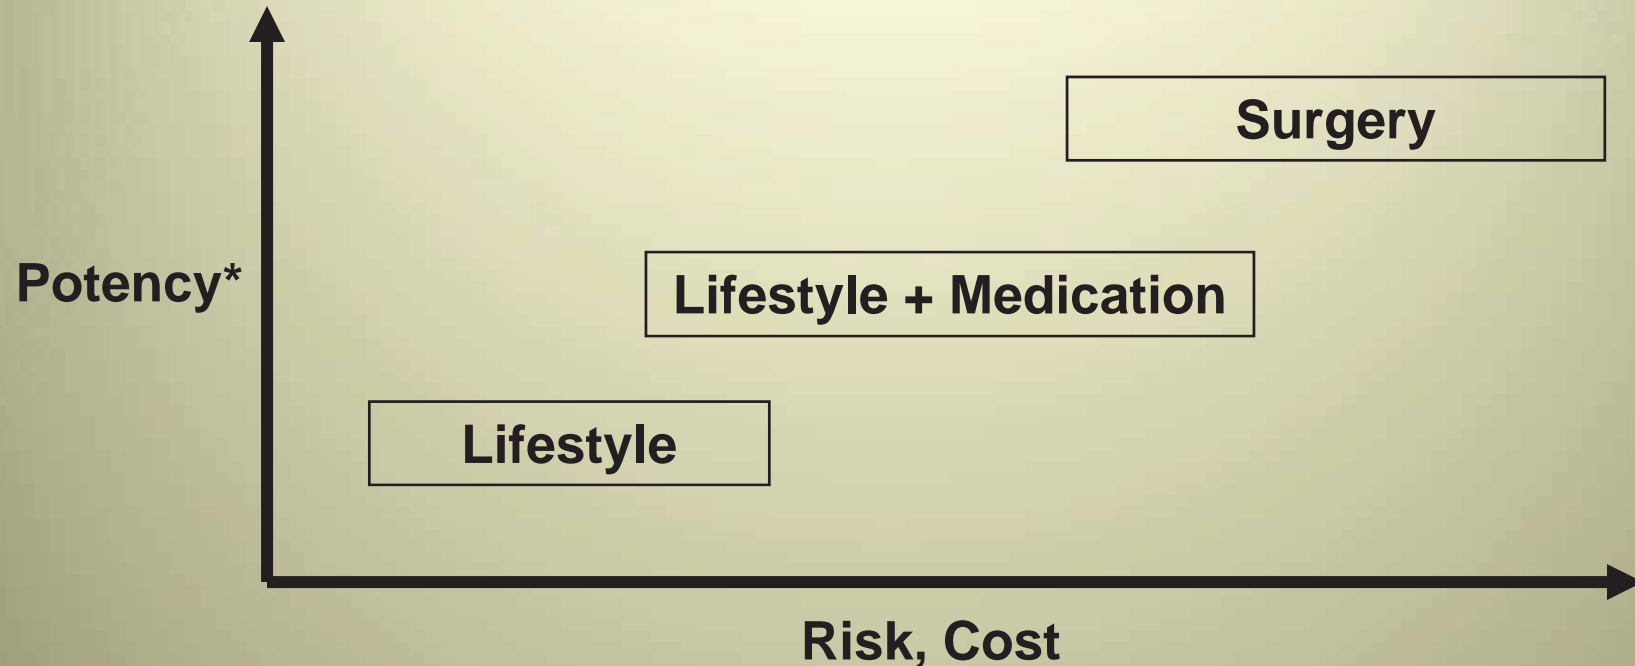 Surgery
Potency*
Lifestyle + Medication
Lifestyle
Risk, Cost